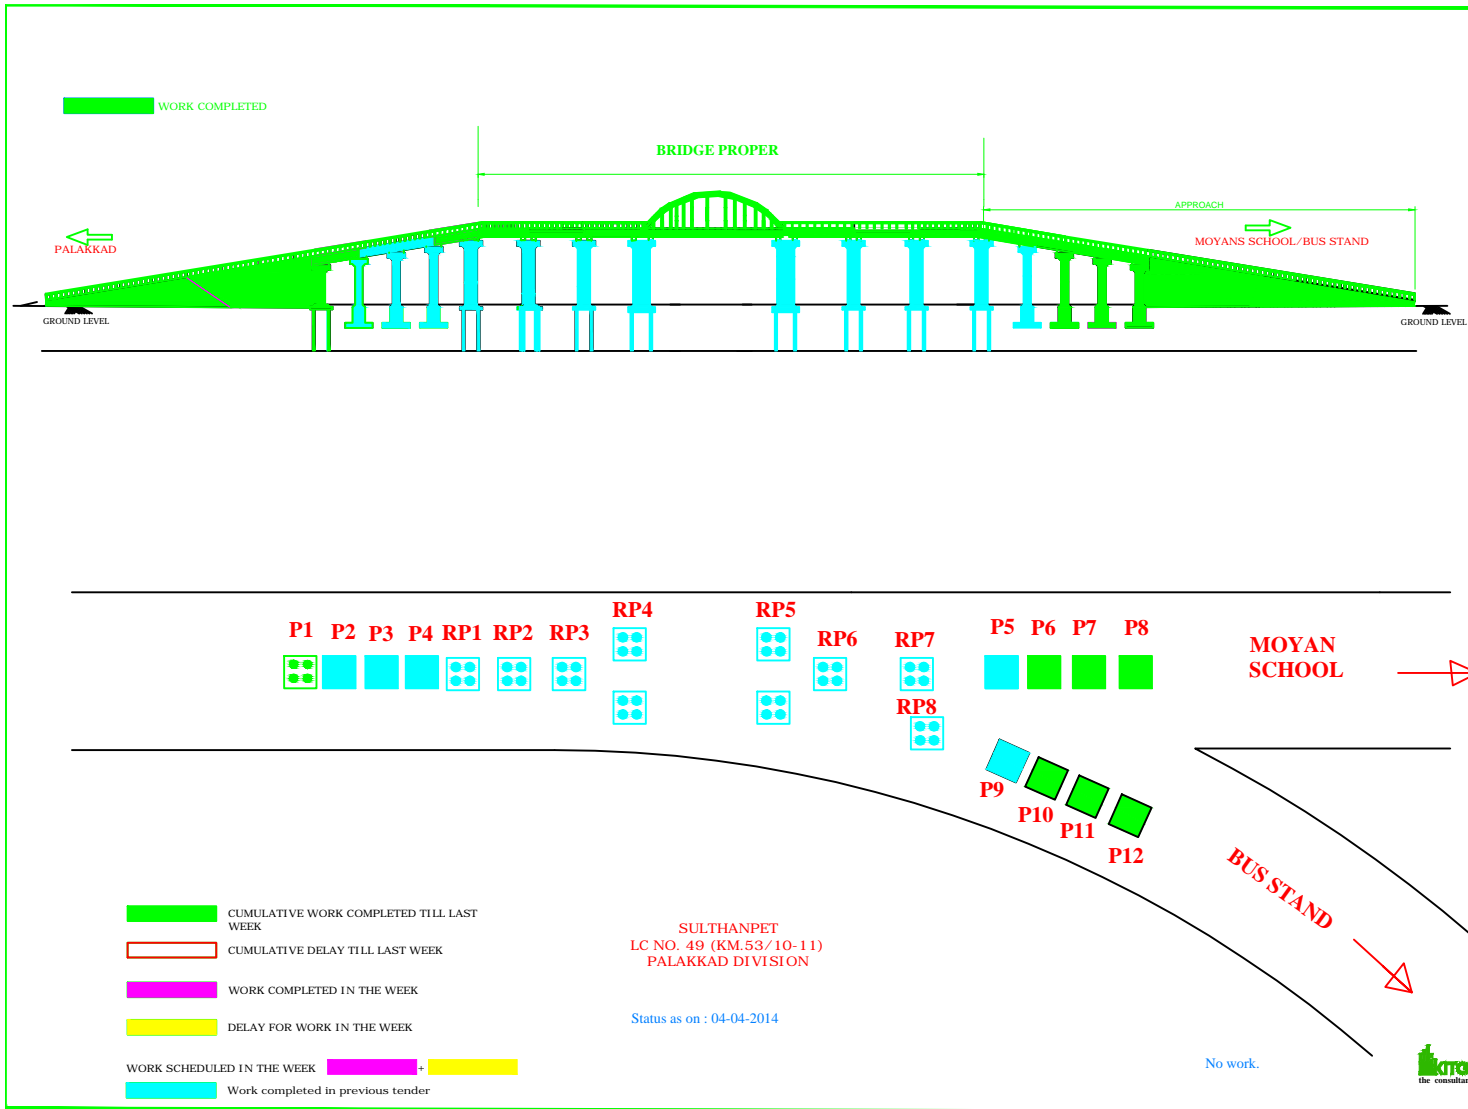 WORK COMPLETED
BRIDGE PROPER
APPROACH
PALAKKAD
MOYANS SCHOOL/BUS STAND
GROUND LEVEL
GROUND LEVEL
RP4
RP5
P1
P2
P3
P4
RP1
RP2
RP3
RP6
RP7
P5
P6
P7
P8
MOYAN
SCHOOL
RP8
P9
P10
P11
P12
BUS STAND
CUMULATIVE WORK COMPLETED TILL LAST
WEEK
CUMULATIVE DELAY TILL LAST WEEK
WORK COMPLETED IN THE WEEK
DELAY FOR WORK IN THE WEEK
WORK SCHEDULED IN THE WEEK +
Work completed in previous tender
SULTHANPET
LC NO. 49 (KM.53/10-11)
PALAKKAD DIVISION
Status as on : 04-04-2014
No work.
the consultan